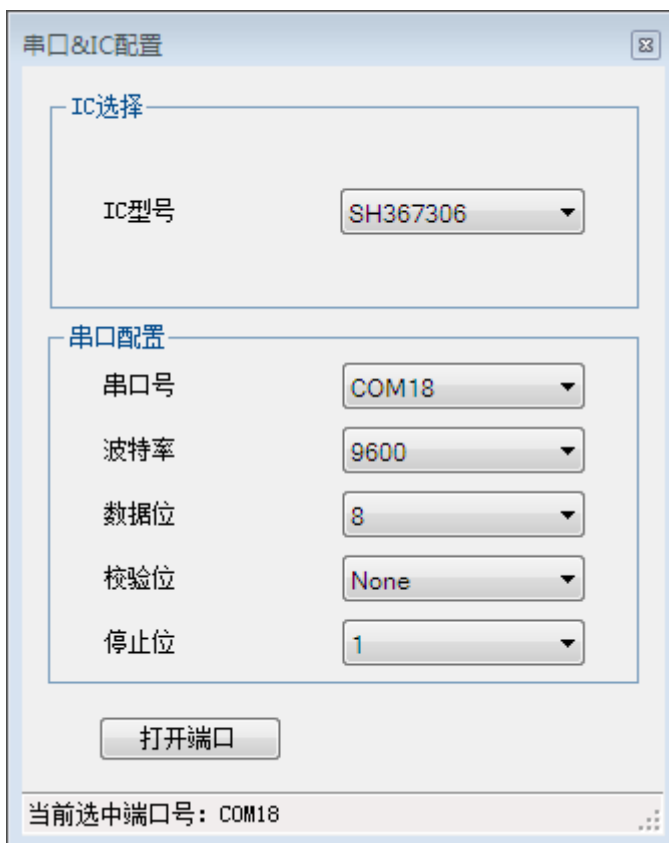 串口&IC配置
IC选择
IC型号 SH367306
串口配置
串口号 COM18
波特率 9600
数据位 8
校验位 None
停止位 1
打开端口
当前选中端口号: COM18